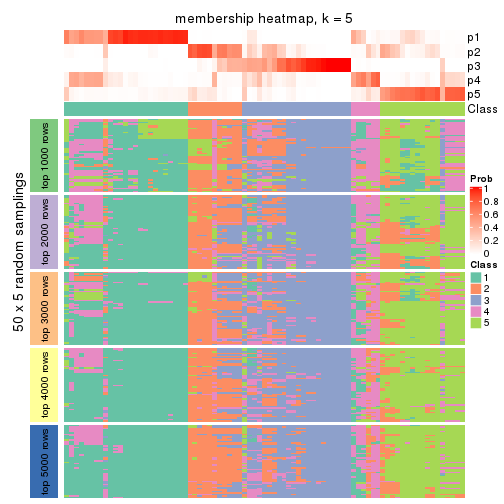 membership heatmap, k = 5
p1
p2
p3
p4
p5
Class
50 x 5 random samplings
top 1000 rows
top 2000 rows
top 3000 rows
top 4000 rows
top 5000 rows
Prob
1
0.8
0.6
0.4
0.2
0
Class
1
2
3
4
5